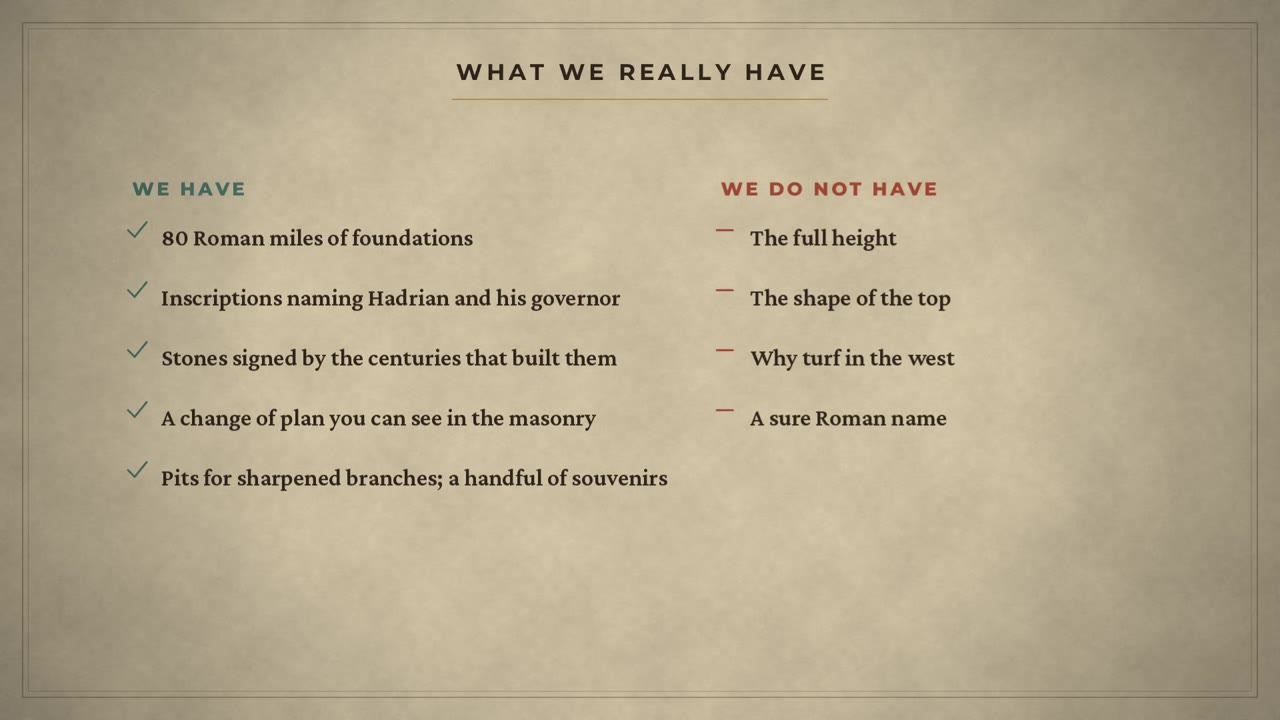 WHAT WE REALLY HAVE
WE HAVE
80 Roman miles of foundations
Inscriptions naming Hadrian and his governor
Stones signed by the centuries that built them
A change of plan you can see in the masonry
Pits for sharpened branches; a handful of souvenirs
WE DO NOT HAVE
The full height
The shape of the top
Why turf in the west
A sure Roman name